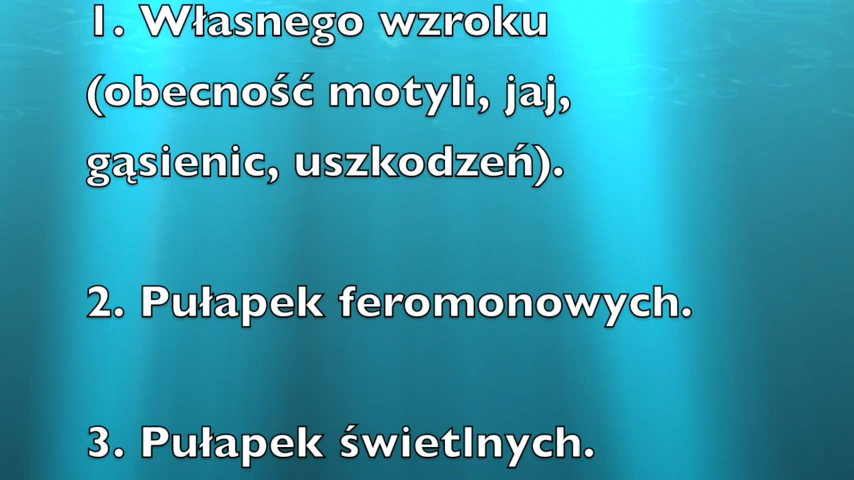 1. Własnego wzroku
(obecność motyli, jaj,
gąsienic, uszkodzeń).
2. Pułapek feromonowych.
3. Pułapek świetlnych.